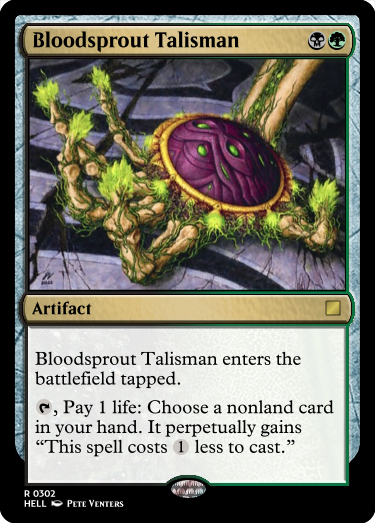 Bloodsprout Talisman
Artifact
Bloodsprout Talisman enters the
battlefield tapped.
, Pay 1 life: Choose a nonland card
in your hand. It perpetually gains
“This spell costs 1 less to cast.”
R 0302
HELL Pete Venters